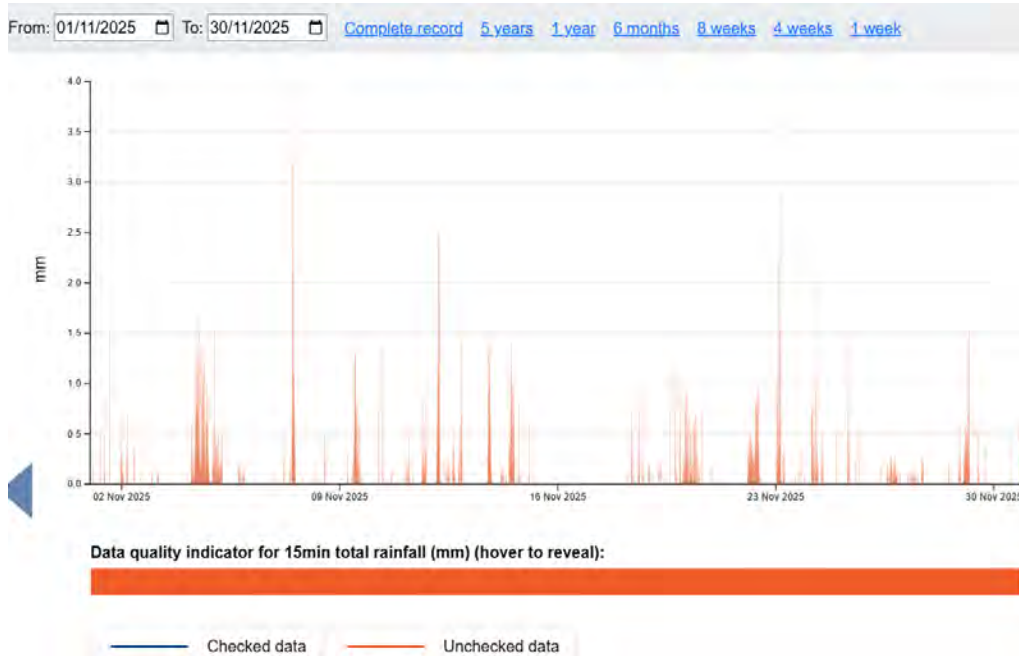 From: 01/11/2025 To: 30/11/2025 Complete record 5 years 1 year 6 months 8 weeks 4 weeks 1 week
4.0
3.5
3.0
2.5
mm
2.0
1.5
1.0
0.5
0.0
02 Nov 2025 09 Nov 2025 16 Nov 2025 23 Nov 2025 30 Nov 2025
Data quality indicator for 15min total rainfall (mm) (hover to reveal):
Checked data Unchecked data